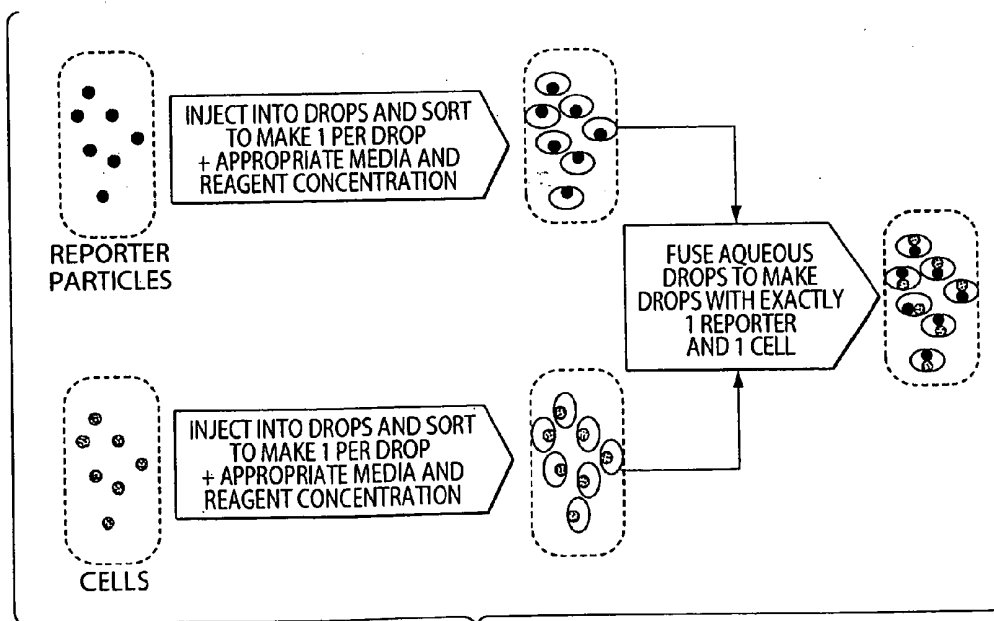 INJECT INTO DROPS AND SORT
TO MAKE 1 PER DROP
+ APPROPRIATE MEDIA AND
REAGENT CONCENTRATION
REPORTER
PARTICLES
FUSE AQUEOUS
DROPS TO MAKE
DROPS WITH EXACTLY
1 REPORTER
AND 1 CELL
INJECT INTO DROPS AND SORT
TO MAKE 1 PER DROP
+ APPROPRIATE MEDIA AND
REAGENT CONCENTRATION
CELLS